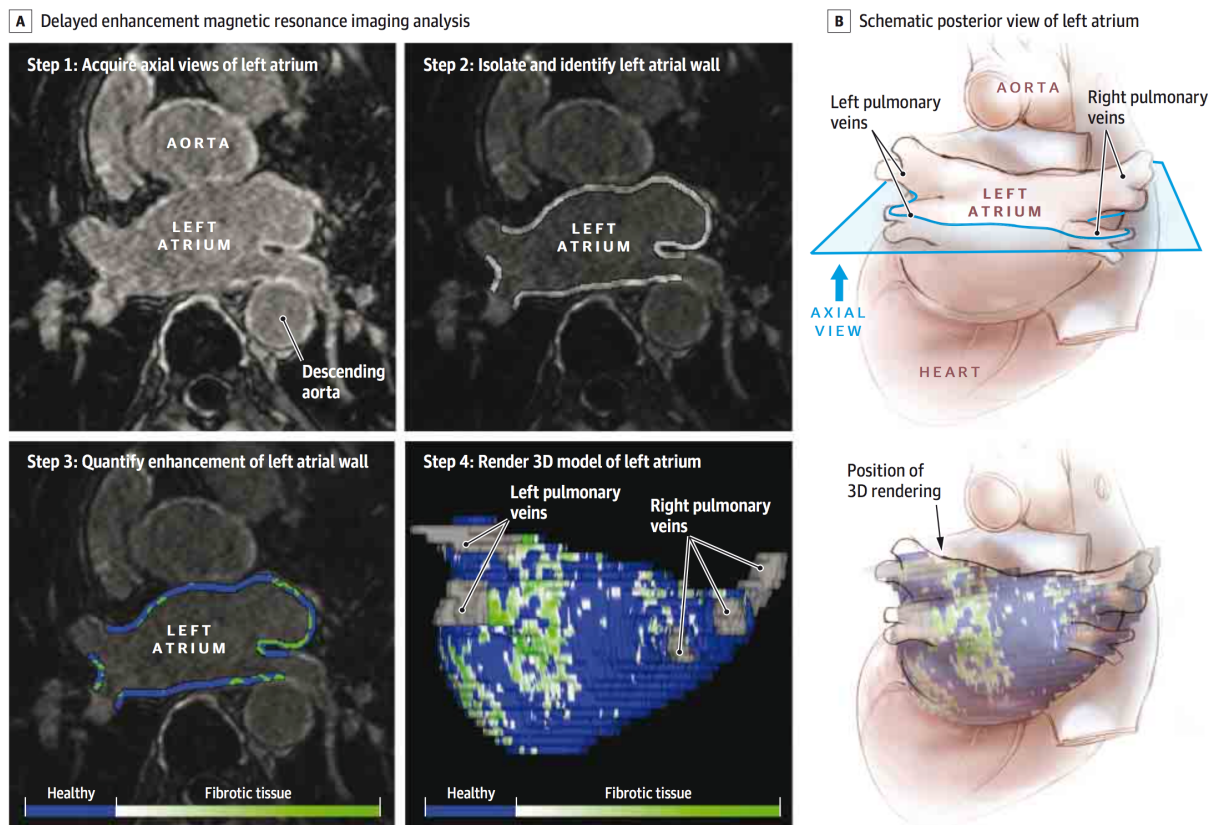 A Delayed enhancement magnetic resonance imaging analysis
Step 1: Acquire axial views of left atrium
AORTA
LEFT
ATRIUM
Descending
aorta
Step 2: Isolate and identify left atrial wall
LEFT
ATRIUM
Step 3: Quantify enhancement of left atrial wall
LEFT
ATRIUM
Healthy
Fibrotic tissue
Step 4: Render 3D model of left atrium
Left pulmonary
veins
Right pulmonary
veins
Healthy
Fibrotic tissue
B Schematic posterior view of left atrium
AORTA
Left pulmonary
veins
Right pulmonary
veins
LEFT
ATRIUM
AXIAL
VIEW
HEART
Position of
3D rendering